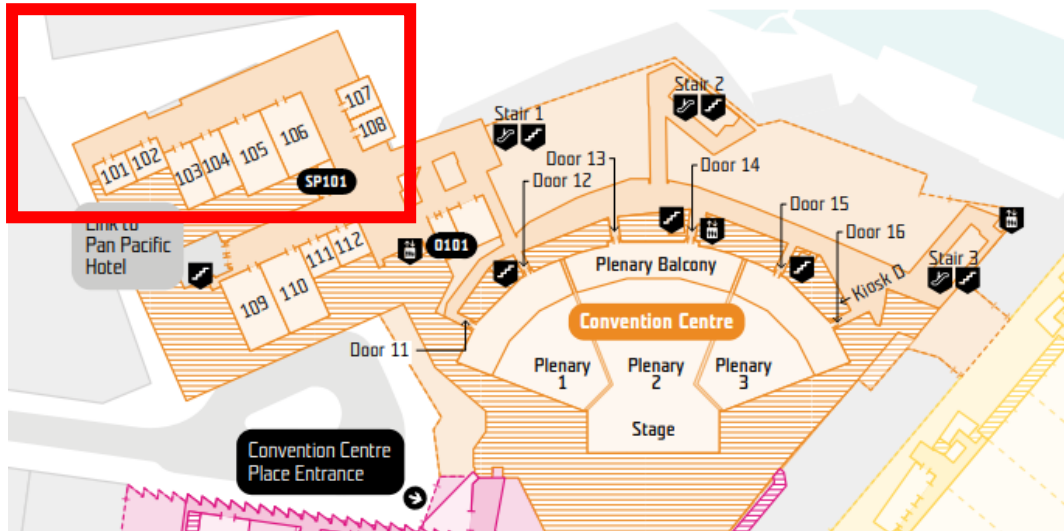 107
108
106
105
104
103
102
101
SP101
Link to
Pan Pacific
Hotel
109
110
111
112
0101
Stair 1
Stair 2
Door 13
Door 12
Door 14
Door 15
Door 16
Stair 3
Kiosk D
Plenary Balcony
Convention Centre
Door 11
Plenary
1
Plenary
2
Plenary
3
Stage
Convention Centre
Place Entrance